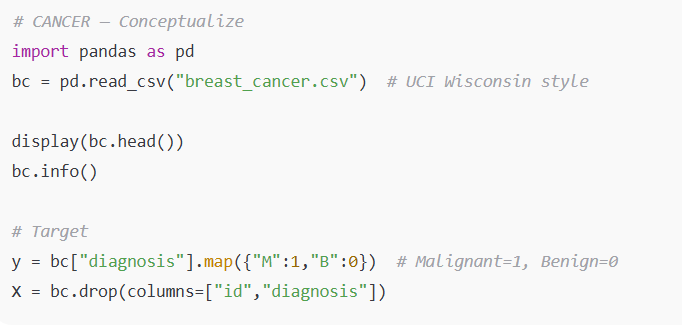 # CANCER — Conceptualize
import pandas as pd
bc = pd.read_csv("breast_cancer.csv")  # UCI Wisconsin style
display(bc.head())
bc.info()
# Target
y = bc["diagnosis"].map({"M":1,"B":0})  # Malignant=1, Benign=0
X = bc.drop(columns=["id","diagnosis"])